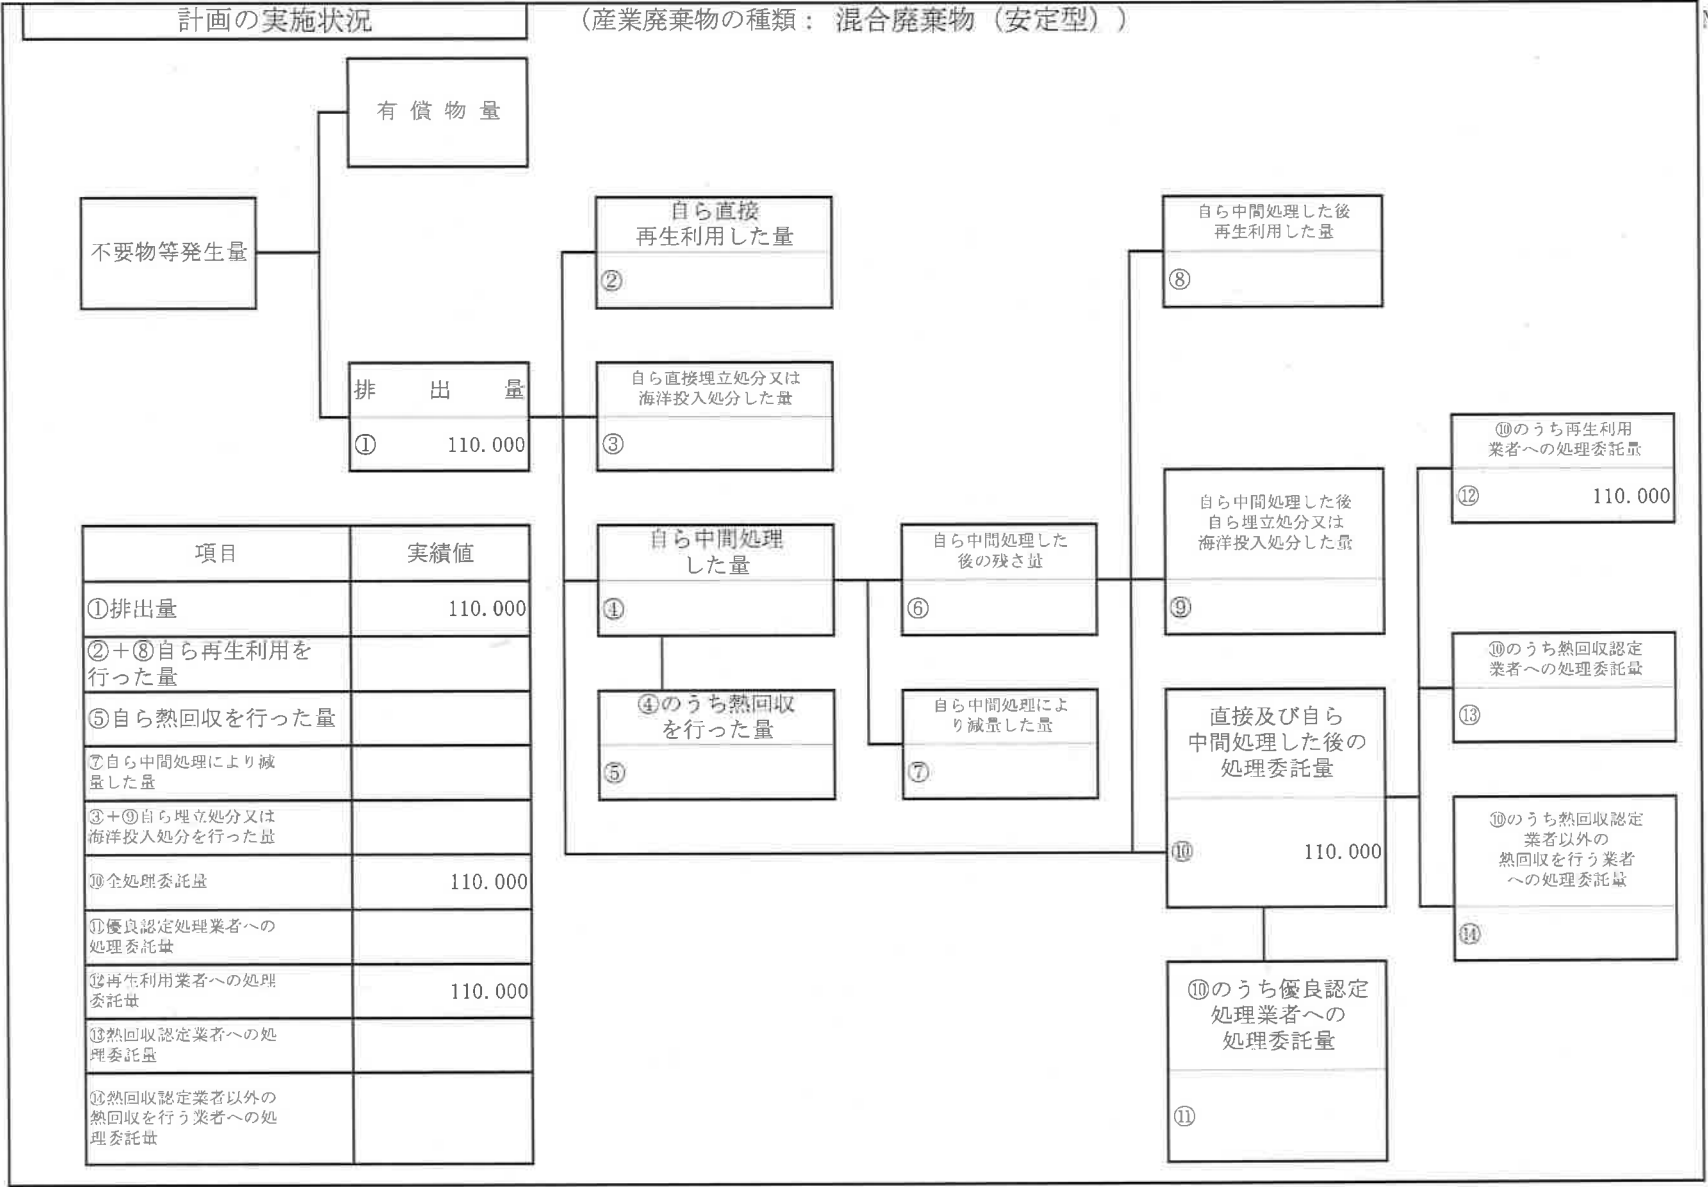 計画の実施状況
(産業廃棄物の種類： 混合廃棄物（安定型）)
有償物量
不要物等発生量
自ら直接
再生利用した量
②
自ら中間処理した後
再生利用した量
⑧
排出量
① 110.000
自ら直接埋立処分又は
海洋投入処分した量
③
⑩のうち再生利用
業者への処理委託量
⑫ 110.000
自ら中間処理した後
自ら埋立処分又は
海洋投入処分した量
⑨
自ら中間処理
した量
④
自ら中間処理した
後の残さ量
⑥
④のうち熱回収
を行った量
⑤
自ら中間処理によ
り減量した量
⑦
直接及び自ら
中間処理した後の
処理委託量
⑩ 110.000
⑩のうち熱回収認定
業者への処理委託量
⑬
⑩のうち熱回収認定
業者以外の
熱回収を行う業者
への処理委託量
⑭
⑩のうち優良認定
処理業者への
処理委託量
⑪
項目 実績値
①排出量 110.000
②＋⑧自ら再生利用を
行った量
⑤自ら熱回収を行った量
⑦自ら中間処理により減
量した量
③＋⑨自ら埋立処分又は
海洋投入処分を行った量
⑩全処理委託量 110.000
⑪優良認定処理業者への
処理委託量
⑫再生利用業者への処理
委託量 110.000
⑬熱回収認定業者への処
理委託量
⑭熱回収認定業者以外の
熱回収を行う業者への処
理委託量